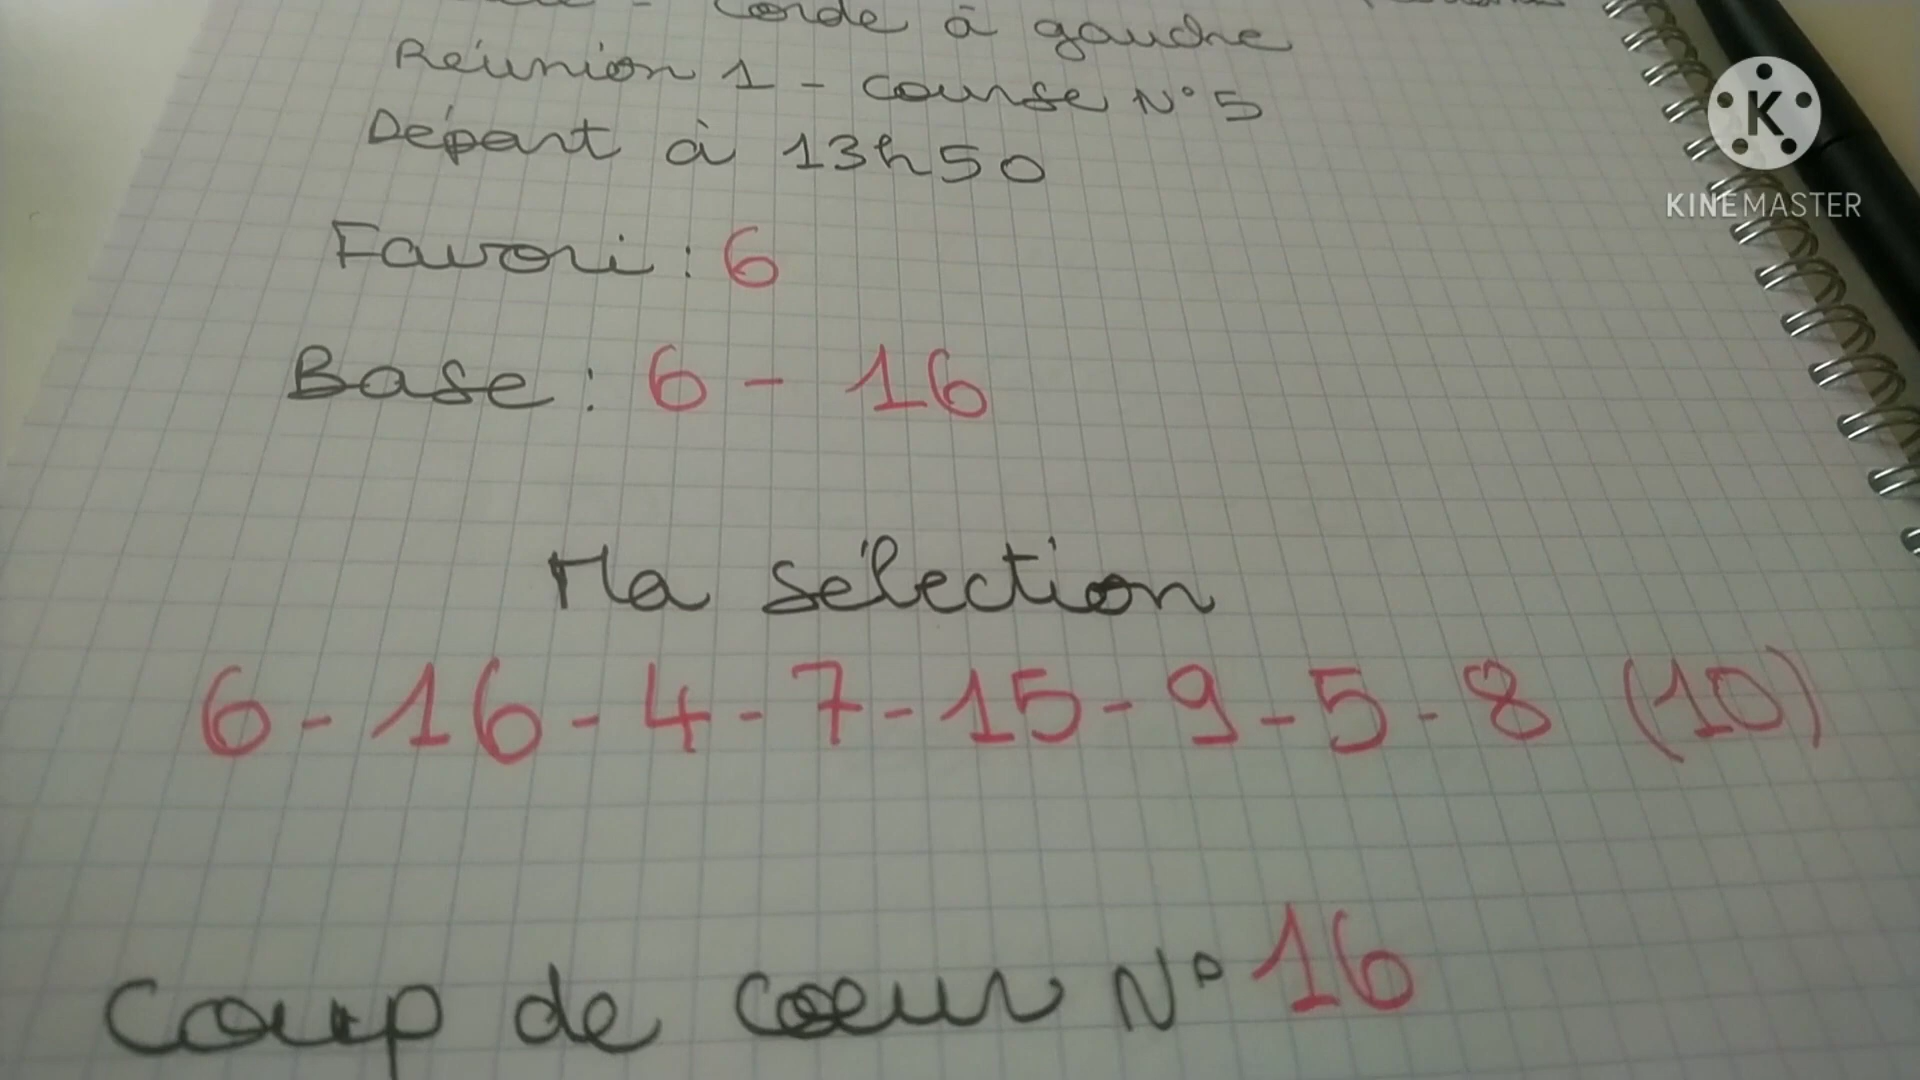 Corde à gauche
Réunion 1 - course N° 5
Départ à 13h50
Favori : 6
Base : 6 - 16
Ma sélection
6 - 16 - 4 - 7 - 15 - 9 - 5 - 8 (10)
Coup de coeur N° 16
K
KINEMASTER